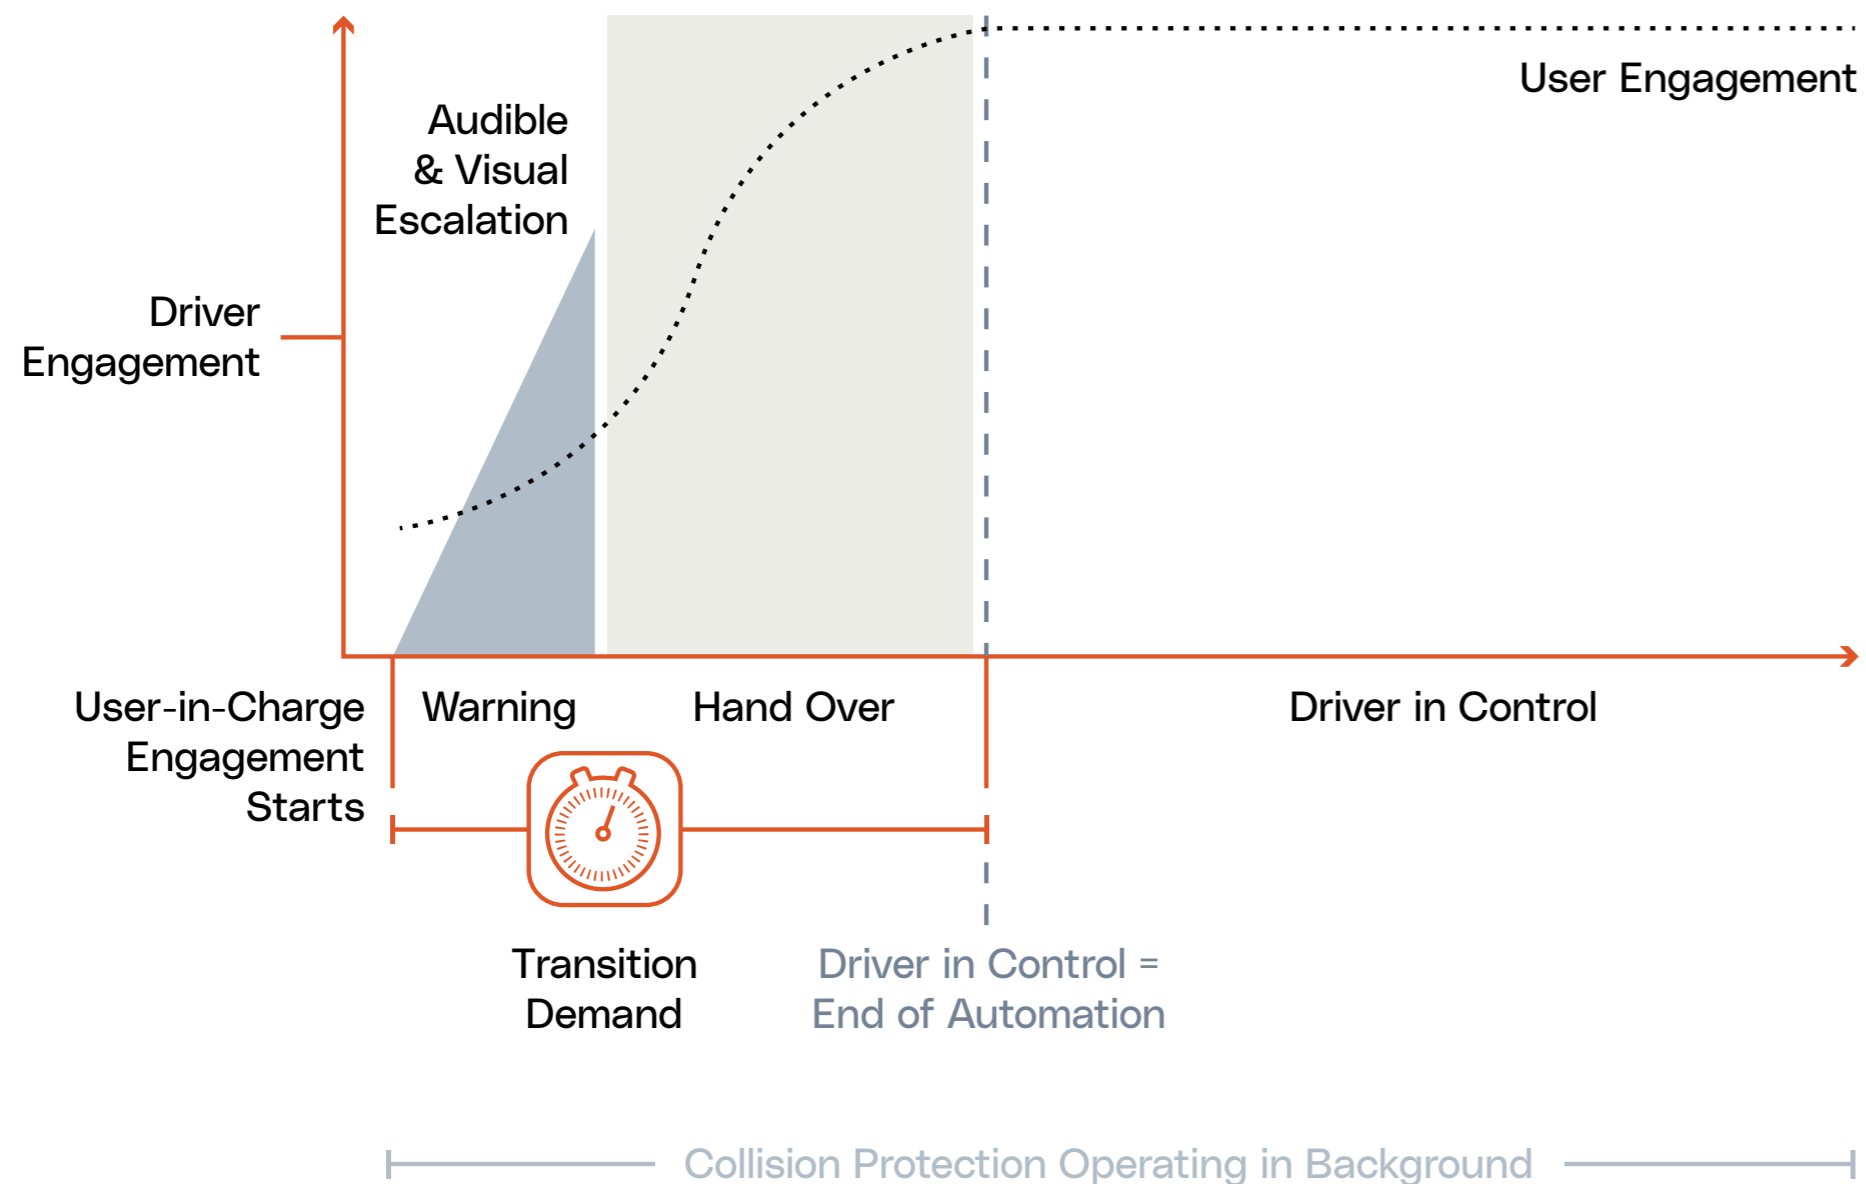 User Engagement
Audible
& Visual
Escalation
Driver
Engagement
User-in-Charge
Engagement
Starts
Warning
Hand Over
Driver in Control
Transition
Demand
Driver in Control =
End of Automation
Collision Protection Operating in Background